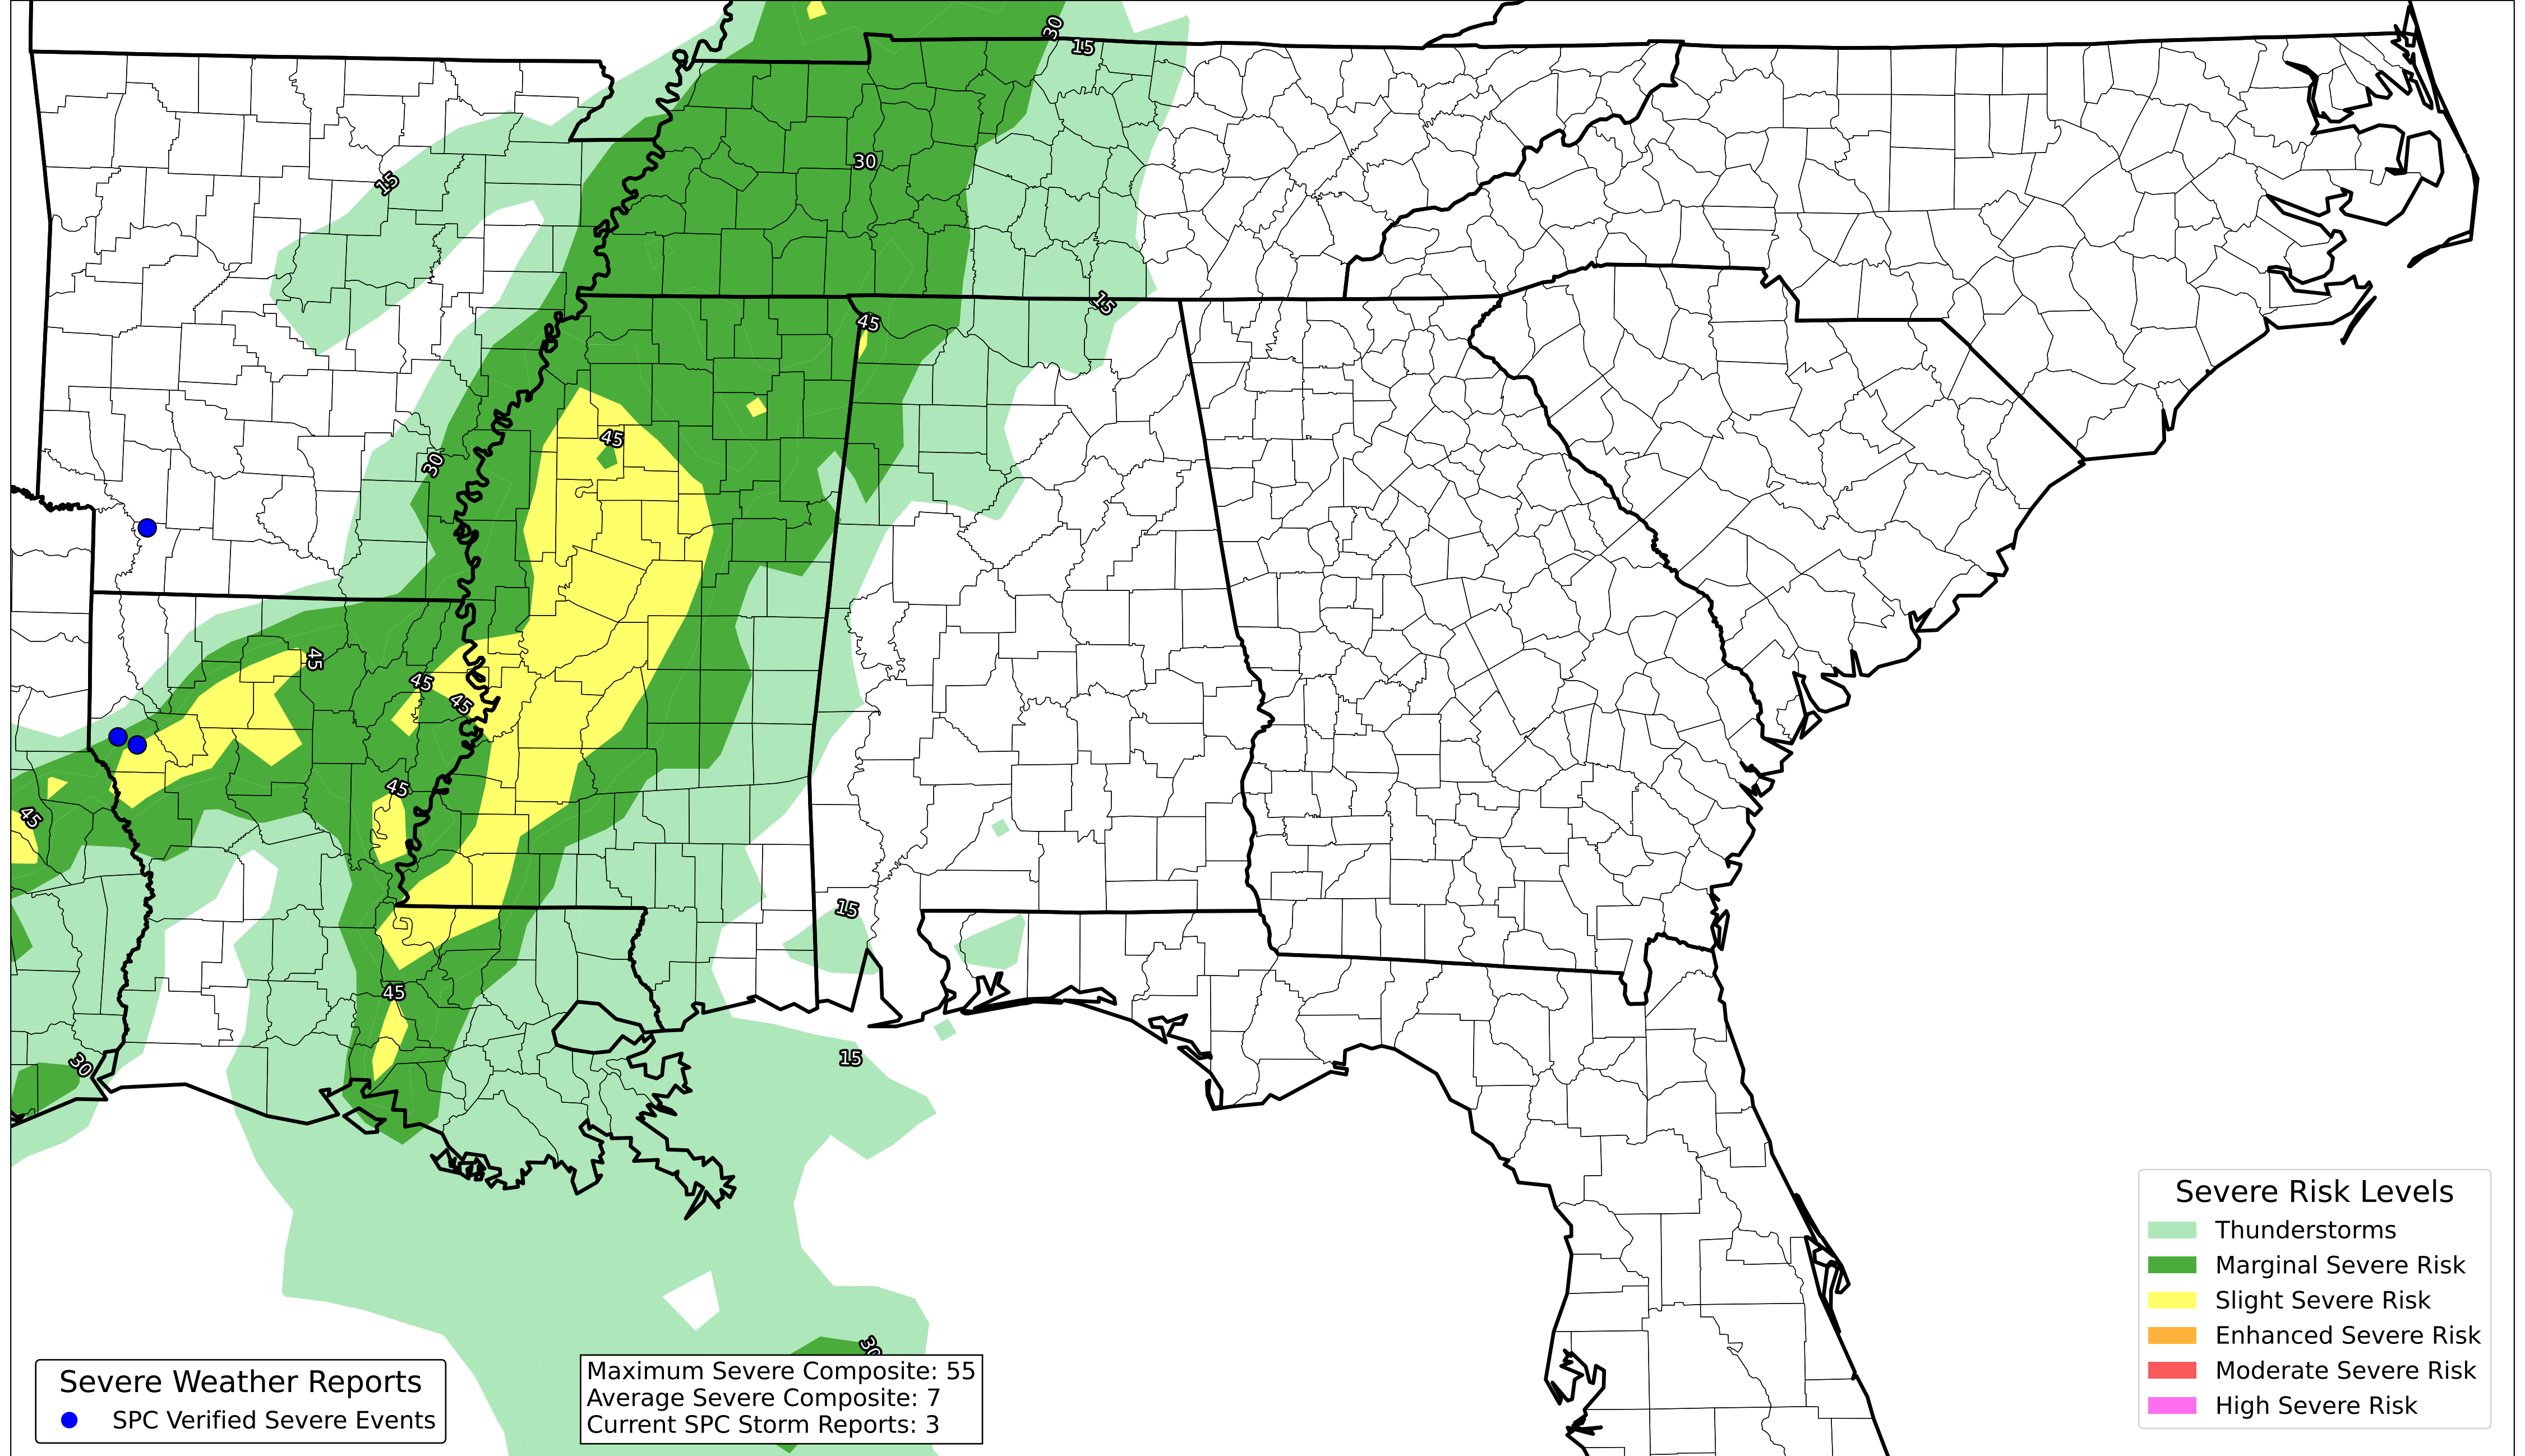 30
15
30
15
15
45
45
30
45
45
45
45
45
15
45
15
30
30
Severe Risk Levels
Thunderstorms
Marginal Severe Risk
Slight Severe Risk
Enhanced Severe Risk
Moderate Severe Risk
High Severe Risk
Severe Weather Reports
SPC Verified Severe Events
Maximum Severe Composite: 55
Average Severe Composite: 7
Current SPC Storm Reports: 3